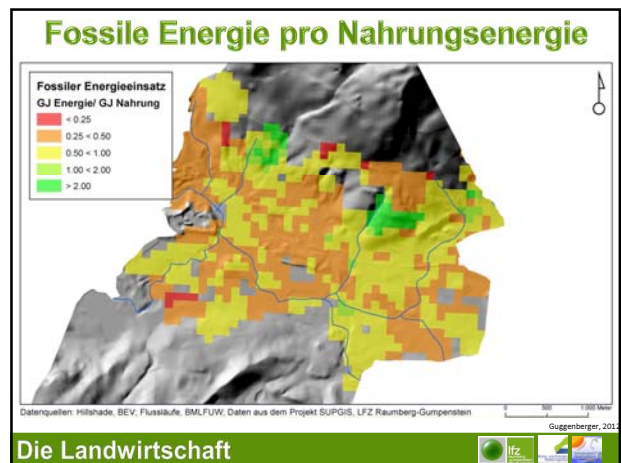 Fossile Energie pro Nahrungsenergie
Fossiler Energieeinsatz
GJ Energie/ GJ Nahrung
< 0.25
0.25 < 0.50
0.50 < 1.00
1.00 < 2.00
> 2.00
Datenquellen: Hillshade, BEV; Flussläufe, BMLFUW; Daten aus dem Projekt SUPGIS, LFZ Raumberg-Gumpenstein
0 500 1.000 Meter
Guggenberger, 2012
Die Landwirtschaft
lfz